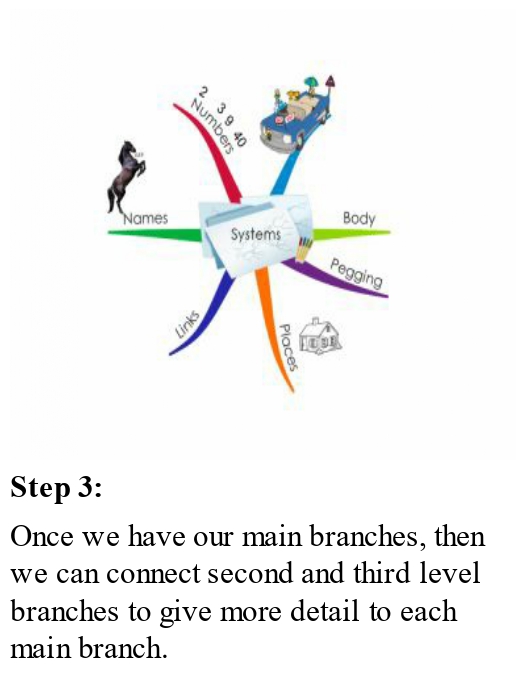 2 3 9 40
Numbers
Names
Systems
Body
Pegging
Links
Places
Step 3:
Once we have our main branches, then
we can connect second and third level
branches to give more detail to each
main branch.